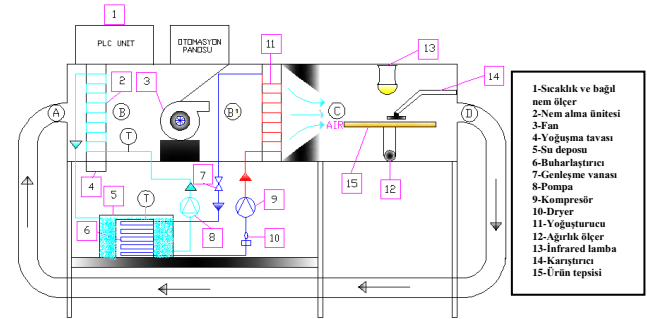 1
PLC UNIT
OTOMASYON
PANOSU
11
13
2
3
14
A
B
B¹
C
D
T
AIR
15
12
4
7
5
T
9
6
8
10
1-Sıcaklık ve bağıl
nem ölçer
2-Nem alma ünitesi
3-Fan
4-Yoğuşma tavası
5-Su deposu
6-Buharlaştırıcı
7-Genleşme vanası
8-Pompa
9-Kompresör
10-Dryer
11-Yoğuşturucu
12-Ağırlık ölçer
13-İnfrared lamba
14-Karıştırıcı
15-Ürün tepsisi